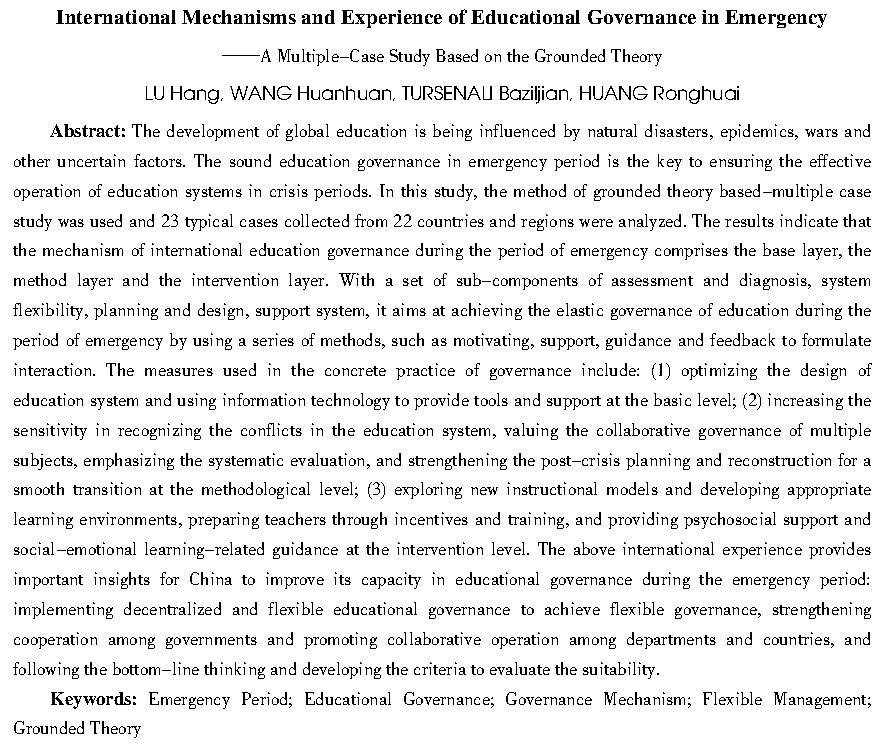 International Mechanisms and Experience of Educational Governance in Emergency
——A Multiple-Case Study Based on the Grounded Theory
LU Hang, WANG Huanhuan, TURSENALI Baziljian, HUANG Ronghuai
Abstract: The development of global education is being influenced by natural disasters, epidemics, wars and
other uncertain factors. The sound education governance in emergency period is the key to ensuring the effective
operation of education systems in crisis periods. In this study, the method of grounded theory based-multiple case
study was used and 23 typical cases collected from 22 countries and regions were analyzed. The results indicate that
the mechanism of international education governance during the period of emergency comprises the base layer, the
method layer and the intervention layer. With a set of sub-components of assessment and diagnosis, system
flexibility, planning and design, support system, it aims at achieving the elastic governance of education during the
period of emergency by using a series of methods, such as motivating, support, guidance and feedback to formulate
interaction. The measures used in the concrete practice of governance include: (1) optimizing the design of
education system and using information technology to provide tools and support at the basic level; (2) increasing the
sensitivity in recognizing the conflicts in the education system, valuing the collaborative governance of multiple
subjects, emphasizing the systematic evaluation, and strengthening the post-crisis planning and reconstruction for a
smooth transition at the methodological level; (3) exploring new instructional models and developing appropriate
learning environments, preparing teachers through incentives and training, and providing psychosocial support and
social-emotional learning-related guidance at the intervention level. The above international experience provides
important insights for China to improve its capacity in educational governance during the emergency period:
implementing decentralized and flexible educational governance to achieve flexible governance, strengthening
cooperation among governments and promoting collaborative operation among departments and countries, and
following the bottom-line thinking and developing the criteria to evaluate the suitability.
Keywords: Emergency Period; Educational Governance; Governance Mechanism; Flexible Management;
Grounded Theory